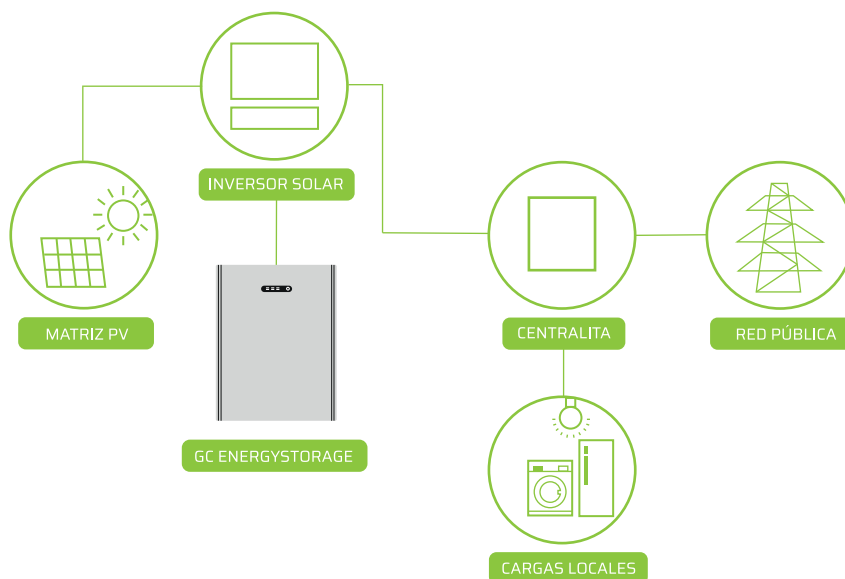 INVERSOR SOLAR
MATRIZ PV
CENTRALITA
RED PÚBLICA
GC ENERGYSTORAGE
CARGAS LOCALES